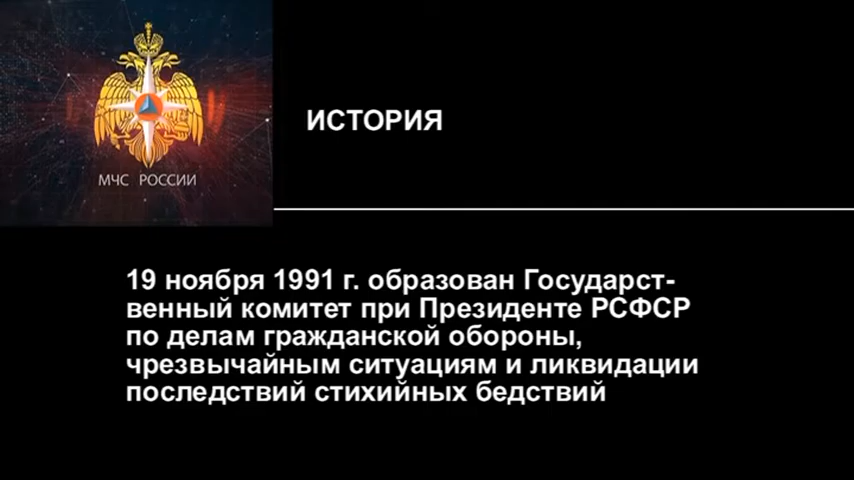 МЧС РОССИИ
ИСТОРИЯ
19 ноября 1991 г. образован Государст-
венный комитет при Президенте РСФСР
по делам гражданской обороны,
чрезвычайным ситуациям и ликвидации
последствий стихийных бедствий